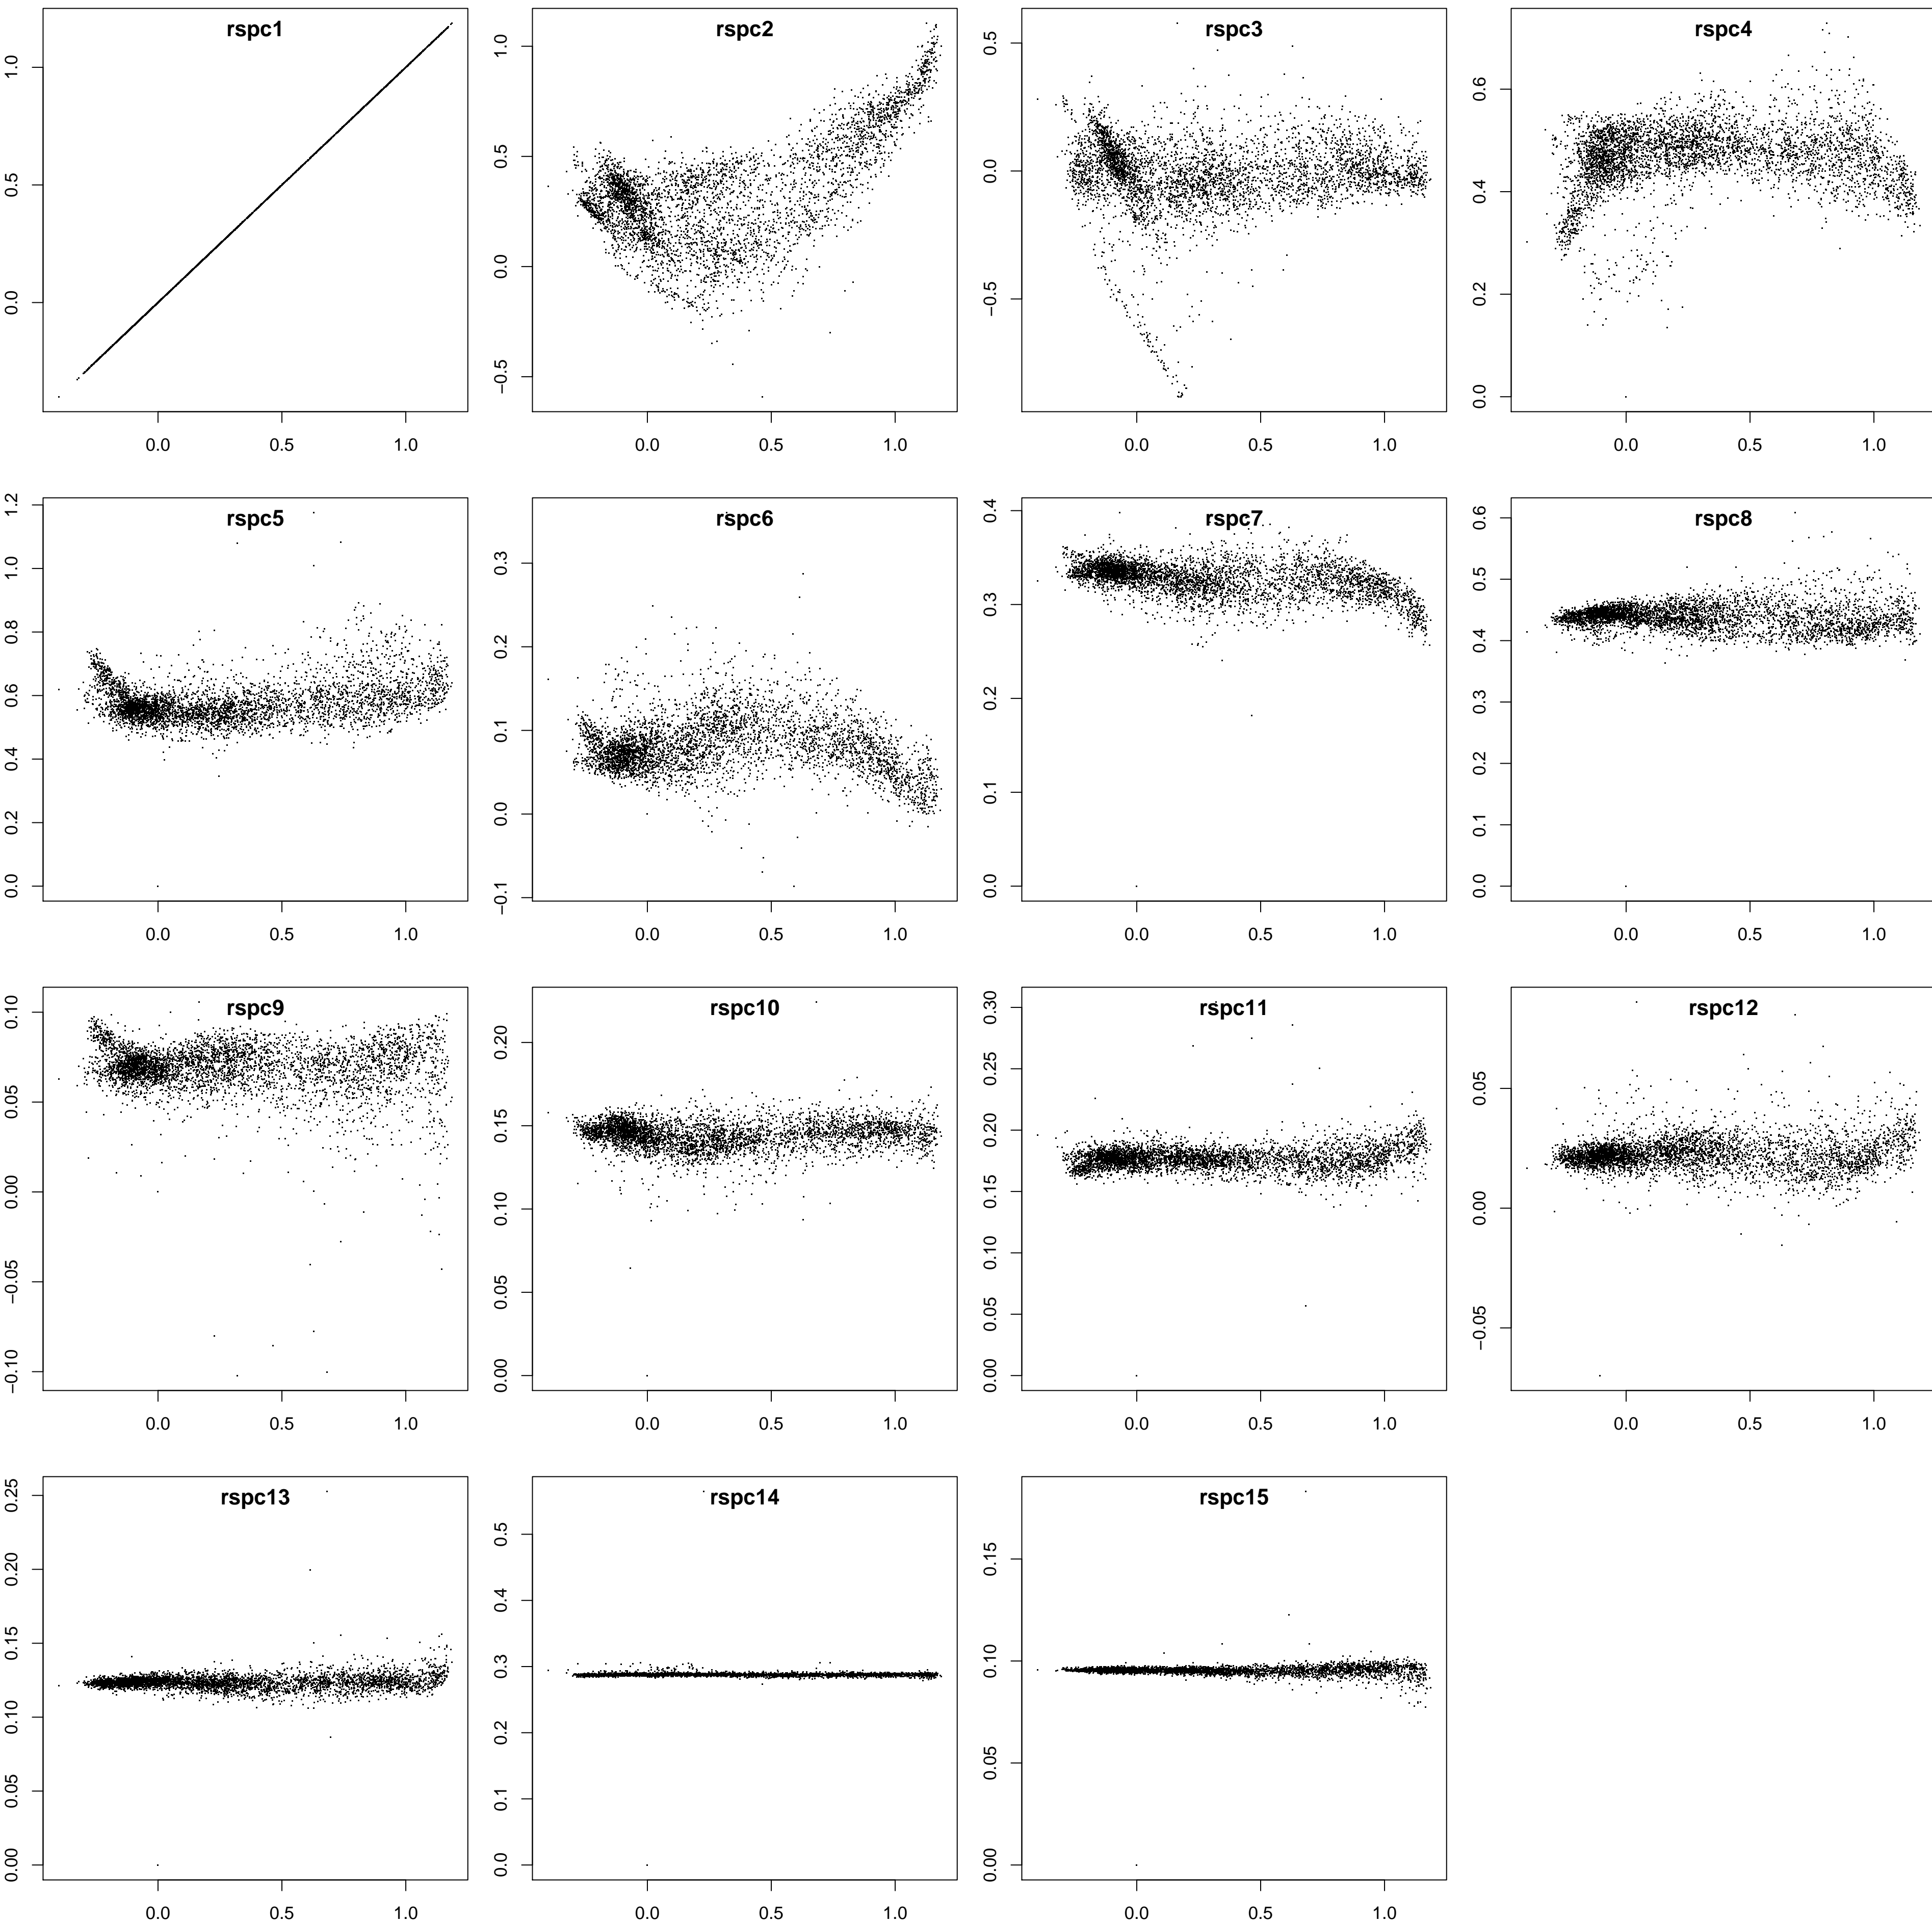 rspc1 rspc2 rspc3 rspc4
0.0 0.5 1.0
−0.5 0.0 0.5 1.0
−0.5 0.0 0.5
0.0 0.2 0.4 0.6
0.0 0.5 1.0 0.0 0.5 1.0 0.0 0.5 1.0 0.0 0.5 1.0
rspc5 rspc6 rspc7 rspc8
0.0 0.2 0.4 0.6 0.8 1.0 1.2
−0.1 0.0 0.1 0.2 0.3
0.0 0.1 0.2 0.3 0.4
0.0 0.1 0.2 0.3 0.4 0.5 0.6
0.0 0.5 1.0 0.0 0.5 1.0 0.0 0.5 1.0 0.0 0.5 1.0
rspc9 rspc10 rspc11 rspc12
−0.10 −0.05 0.00 0.05 0.10
0.00 0.05 0.10 0.15 0.20
0.00 0.05 0.10 0.15 0.20 0.25 0.30
−0.05 0.00 0.05
0.0 0.5 1.0 0.0 0.5 1.0 0.0 0.5 1.0 0.0 0.5 1.0
rspc13 rspc14 rspc15
0.00 0.05 0.10 0.15 0.20 0.25
0.0 0.1 0.2 0.3 0.4 0.5
0.00 0.05 0.10 0.15
0.0 0.5 1.0 0.0 0.5 1.0 0.0 0.5 1.0